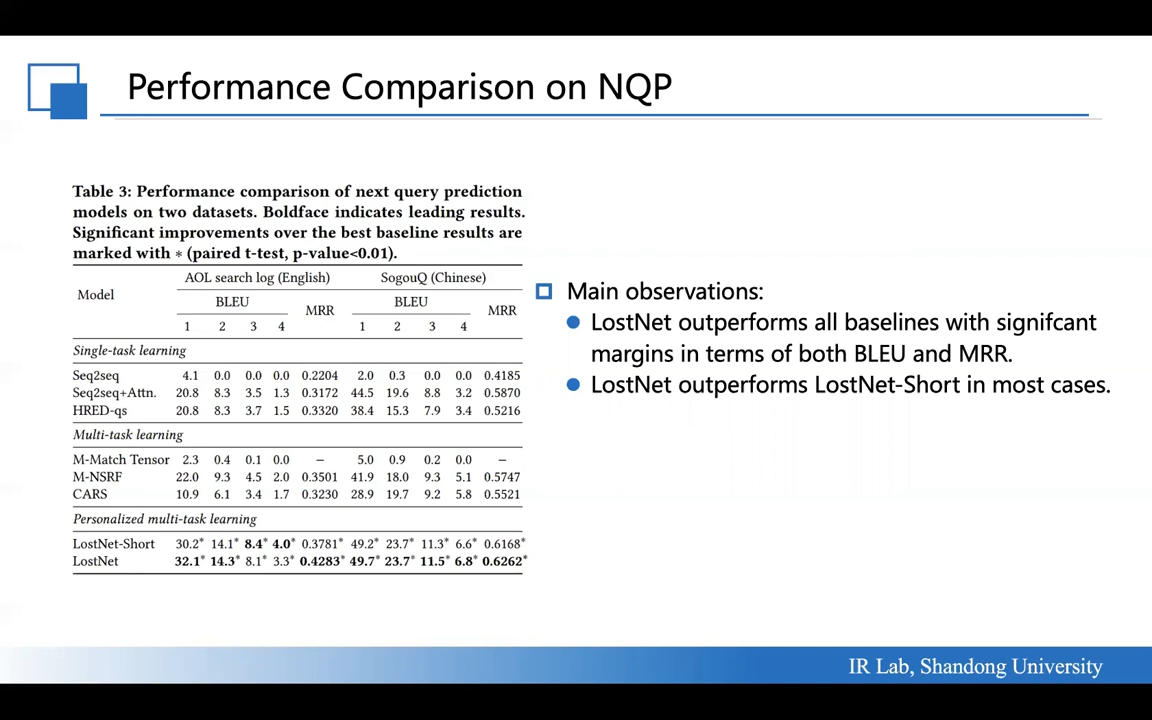 Performance Comparison on NQP
Table 3: Performance comparison of next query prediction
models on two datasets. Boldface indicates leading results.
Significant improvements over the best baseline results are
marked with * (paired t-test, p-value<0.01).
Model AOL search log (English) SogouQ (Chinese)
BLEU MRR BLEU MRR
1 2 3 4 1 2 3 4
Single-task learning
Seq2seq 4.1 0.0 0.0 0.0 0.2204 2.0 0.3 0.0 0.0 0.4185
Seq2seq+Attn. 20.8 8.3 3.5 1.3 0.3172 44.5 19.6 8.8 3.2 0.5870
HRED-qs 20.8 8.3 3.7 1.5 0.3320 38.4 15.3 7.9 3.4 0.5216
Multi-task learning
M-Match Tensor 2.3 0.4 0.1 0.0 − 5.0 0.9 0.2 0.0 −
M-NSRF 22.0 9.3 4.5 2.0 0.3501 41.9 18.0 9.3 5.1 0.5747
CARS 10.9 6.1 3.4 1.7 0.3230 28.9 19.7 9.2 5.8 0.5521
Personalized multi-task learning
LostNet-Short 30.2* 14.1* 8.4* 4.0* 0.3781* 49.2* 23.7* 11.3* 6.6* 0.6168*
LostNet 32.1* 14.3* 8.1* 3.3* 0.4283* 49.7* 23.7* 11.5* 6.8* 0.6262*
Main observations:
LostNet outperforms all baselines with signifcant
margins in terms of both BLEU and MRR.
LostNet outperforms LostNet-Short in most cases.
IR Lab, Shandong University